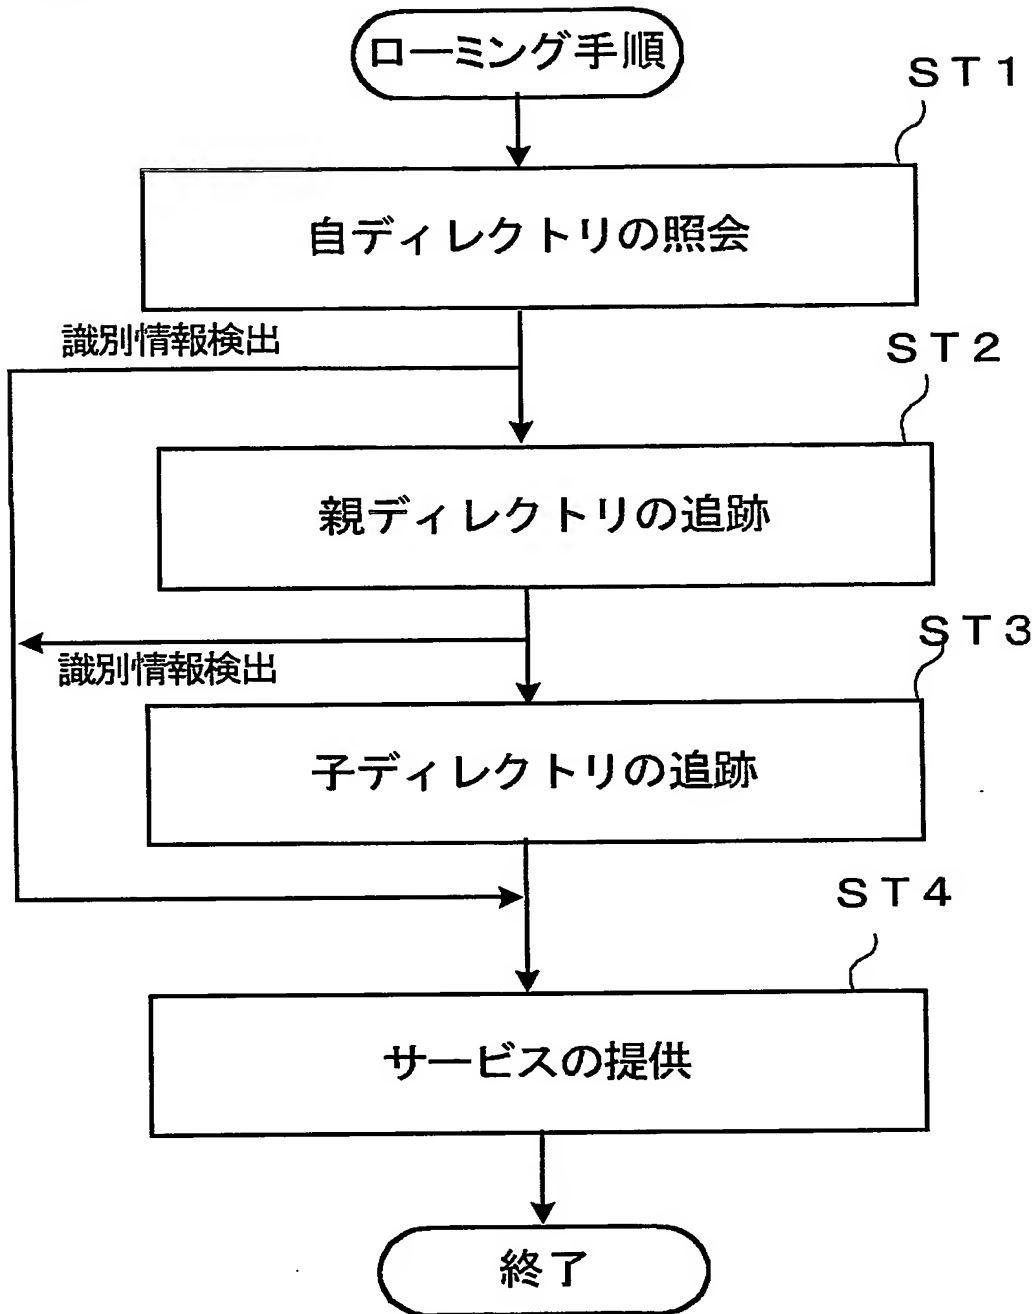 ローミング手順
ST1
自ディレクトリの照会
識別情報検出
ST2
親ディレクトリの追跡
識別情報検出
ST3
子ディレクトリの追跡
ST4
サービスの提供
終了